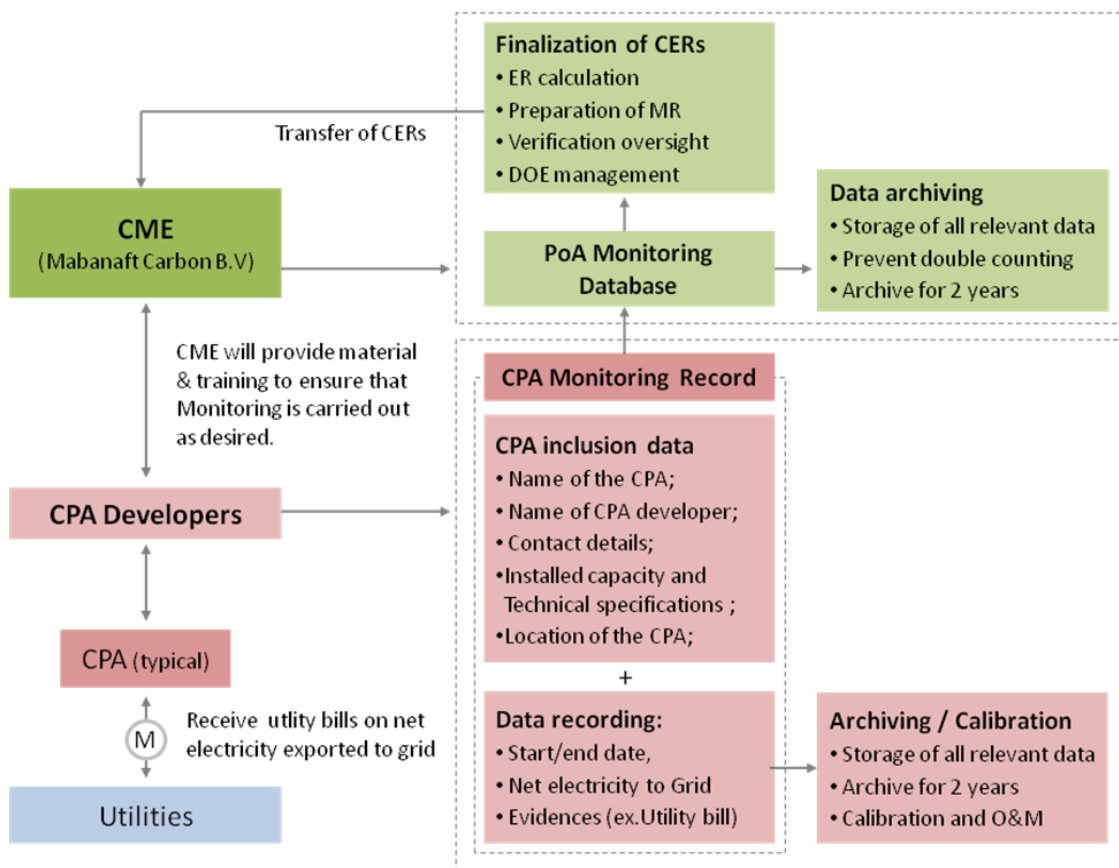 Finalization of CERs
• ER calculation
• Preparation of MR
• Verification oversight
• DOE management
Transfer of CERs
CME
(Mabanaft Carbon B.V)
PoA Monitoring
Database
Data archiving
• Storage of all relevant data
• Prevent double counting
• Archive for 2 years
CME will provide material
& training to ensure that
Monitoring is carried out
as desired.
CPA Monitoring Record
CPA inclusion data
• Name of the CPA;
• Name of CPA developer;
• Contact details;
•Installed capacity and
Technical specifications ;
•Location of the CPA;
CPA Developers
CPA (typical)
+
M
Receive utlity bills on net
electricity exported to grid
Utilities
Data recording:
• Start/end date,
• Net electricity to Grid
• Evidences (ex.Utility bill)
Archiving / Calibration
• Storage of all relevant data
• Archive for 2 years
• Calibration and O&M